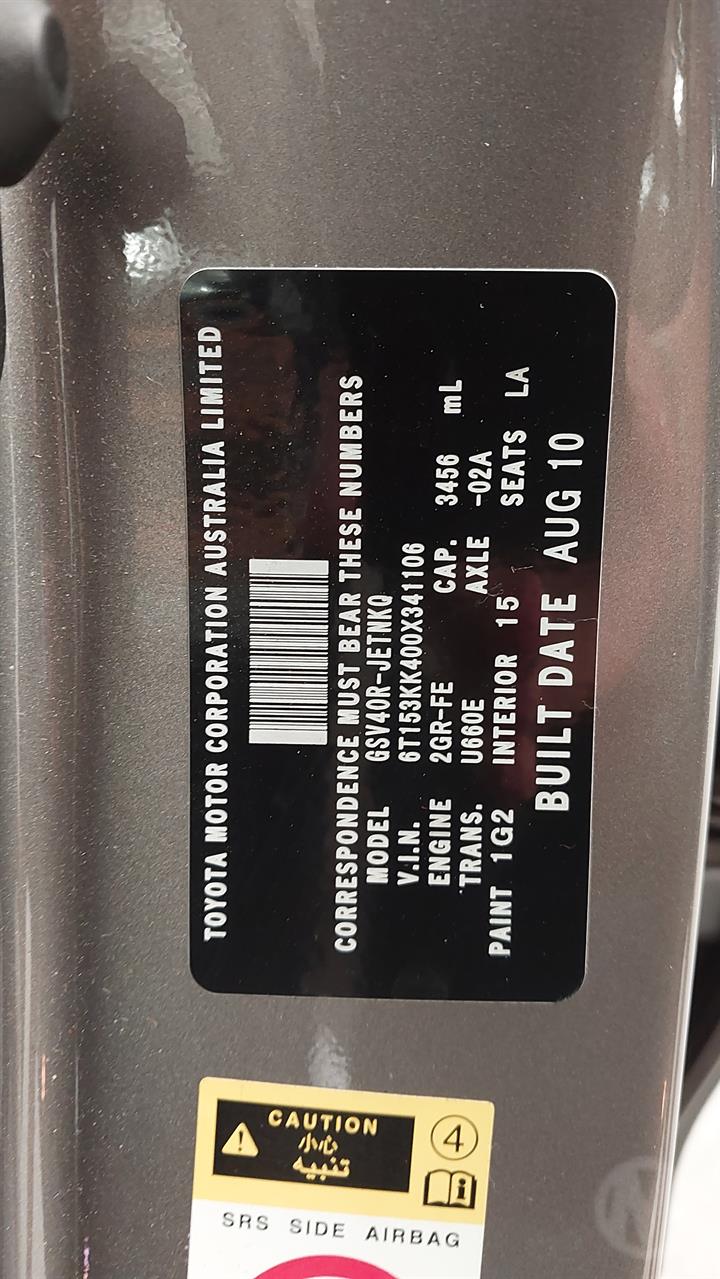 TOYOTA MOTOR CORPORATION AUSTRALIA LIMITED
CORRESPONDENCE MUST BEAR THESE NUMBERS
MODEL GSV40R-JETNKQ
V.I.N. 6T153KK400X341106
ENGINE 2GR-FE CAP. 3456 mL
TRANS. U660E AXLE -02A
PAINT 1G2 INTERIOR 15 SEATS LA
BUILT DATE AUG 10
CAUTION
小心
تنبيه
4
SRS SIDE AIRBAG